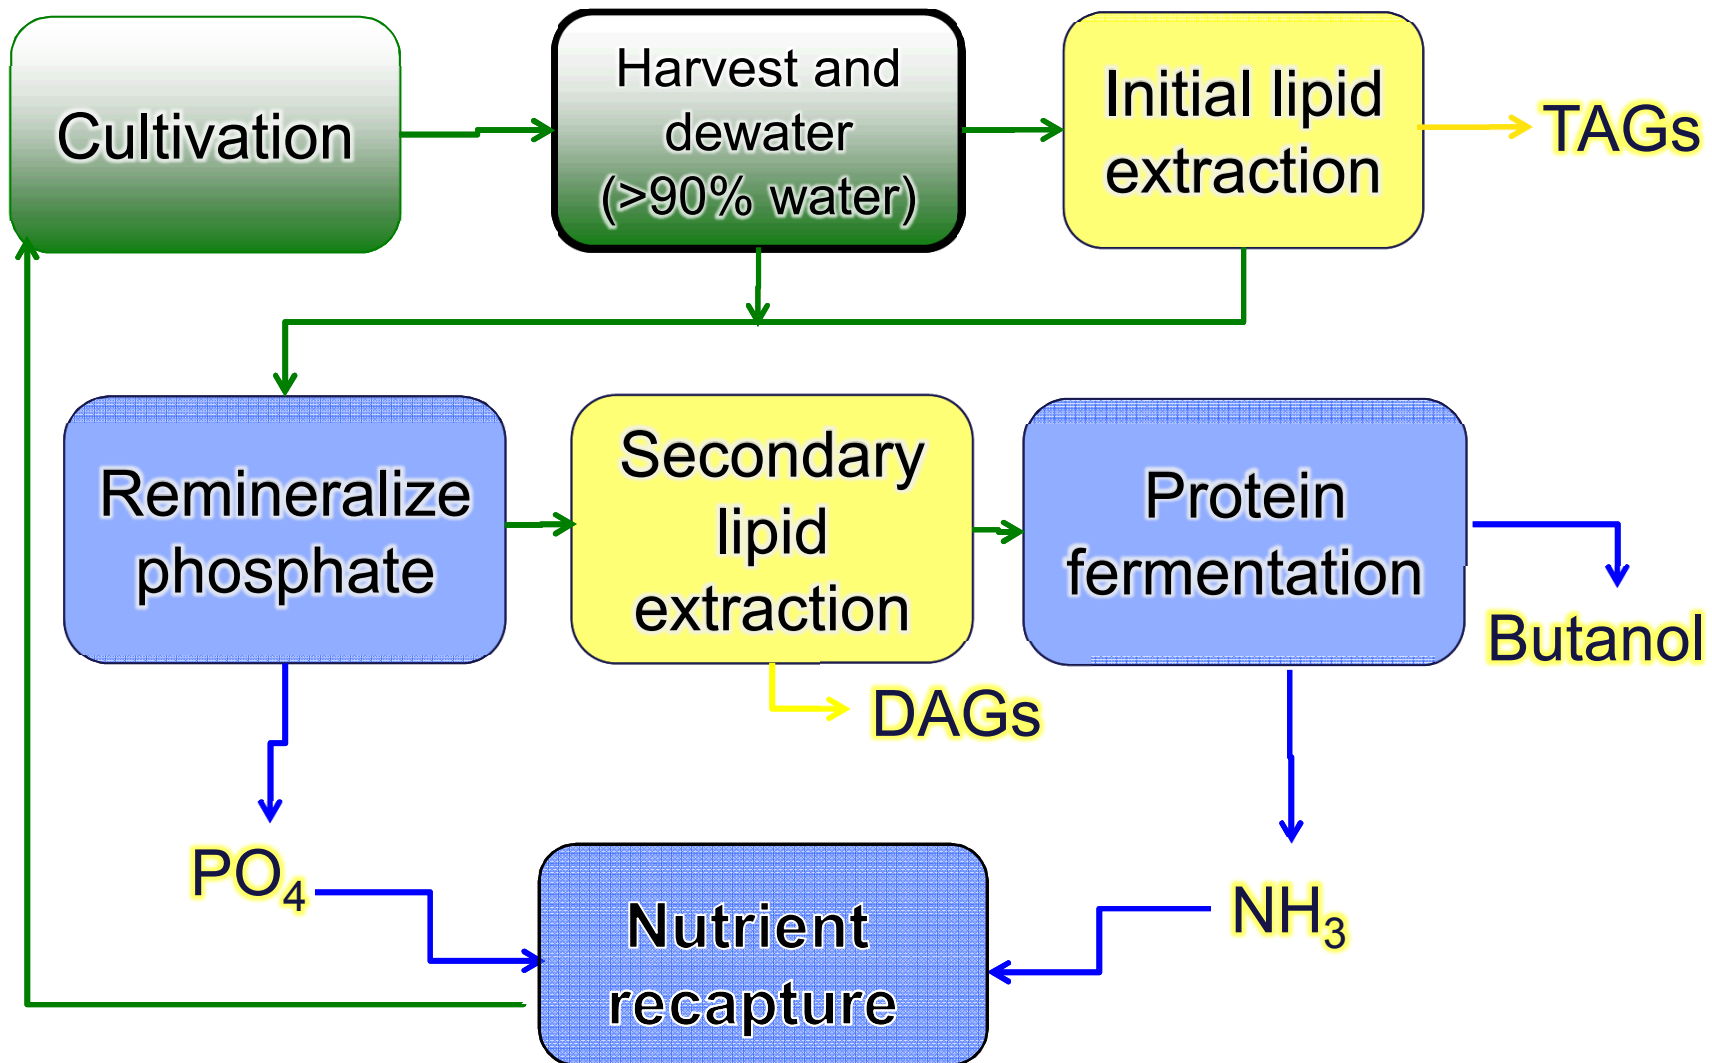 Cultivation
Harvest and
dewater
(>90% water)
Initial lipid
extraction
TAGs
Remineralize
phosphate
Secondary
lipid
extraction
Protein
fermentation
Butanol
DAGs
PO₄
NH₃
Nutrient
recapture